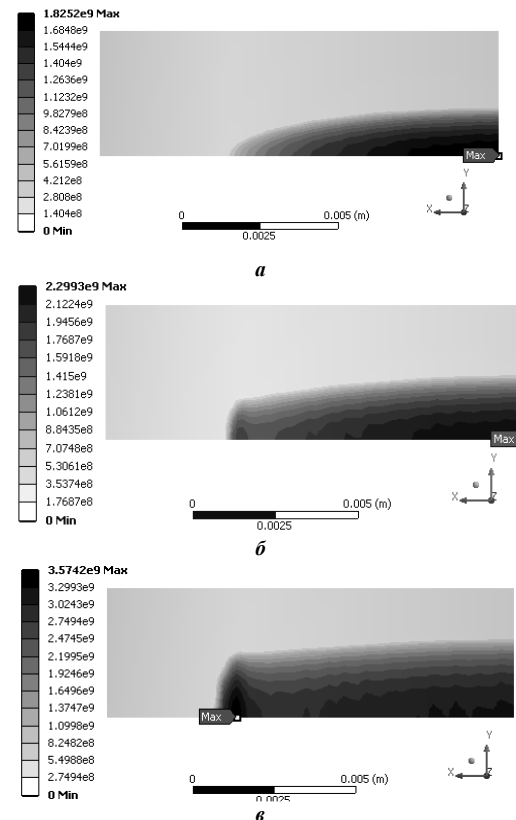 1.8252e9 Max
1.6848e9
1.5444e9
1.404e9
1.2636e9
1.1232e9
9.8279e8
8.4239e8
7.0199e8
5.6159e8
4.212e8
2.808e8
1.404e8
0 Min
Max
Y
X
Z
0
0.005 (m)
0.0025
а
2.2993e9 Max
2.1224e9
1.9456e9
1.7687e9
1.5918e9
1.415e9
1.2381e9
1.0612e9
8.8435e8
7.0748e8
5.3061e8
3.5374e8
1.7687e8
0 Min
Max
Y
X
Z
0
0.005 (m)
0.0025
б
3.5742e9 Max
3.2993e9
3.0243e9
2.7494e9
2.4745e9
2.1995e9
1.9246e9
1.6496e9
1.3747e9
1.0998e9
8.2482e8
5.4988e8
2.7494e8
0 Min
Max
Y
X
Z
0
0.005 (m)
0.0025
в